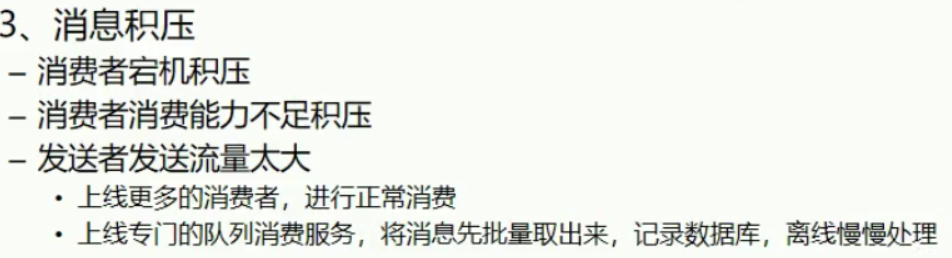 3、消息积压
– 消费者宕机积压
– 消费者消费能力不足积压
– 发送者发送流量太大
• 上线更多的消费者，进行正常消费
• 上线专门的队列消费服务，将消息先批量取出来，记录数据库，离线慢慢处理